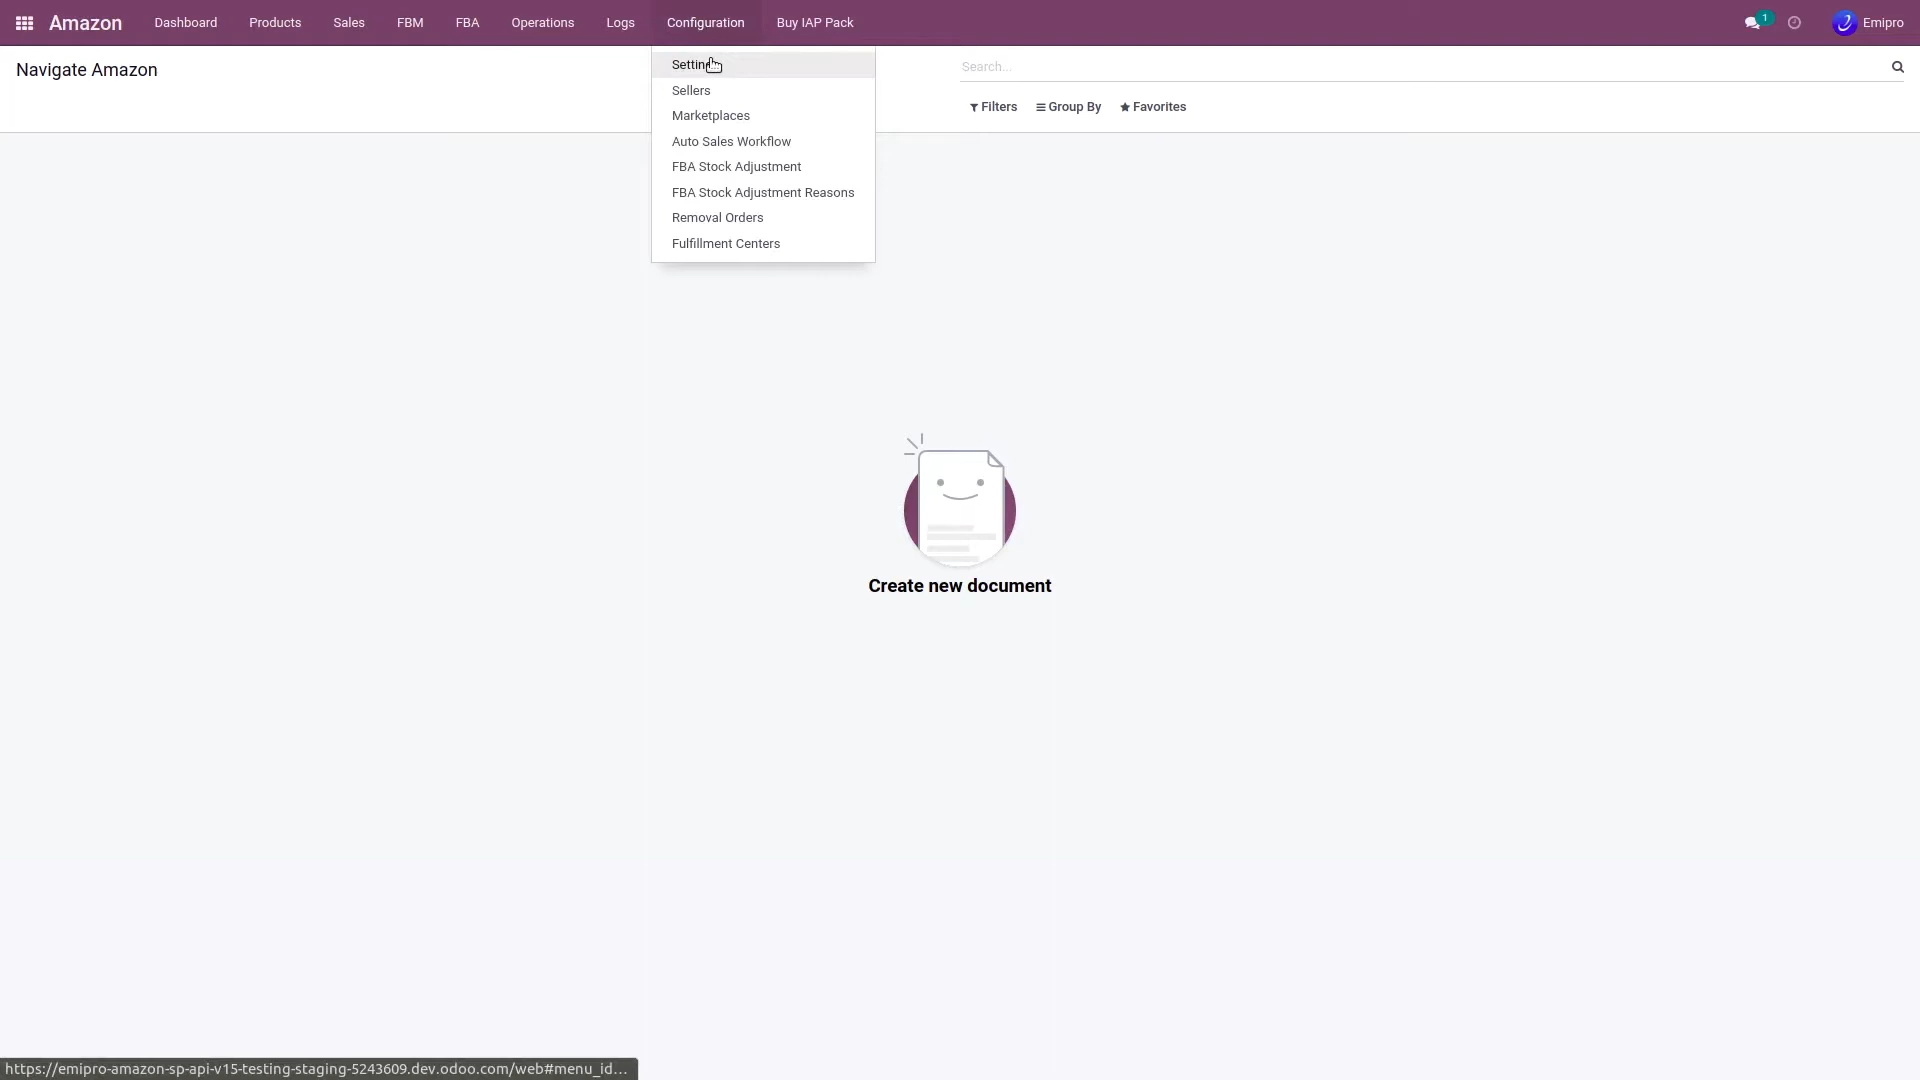 Amazon Dashboard Products Sales FBM FBA Operations Logs Configuration Buy IAP Pack 1 Emipro
Navigate Amazon
Search...
Filters Group By Favorites
Sellers
Marketplaces
Auto Sales Workflow
FBA Stock Adjustment
FBA Stock Adjustment Reasons
Removal Orders
Fulfillment Centers
Create new document
https://emipro-amazon-sp-api-v15-testing-staging-5243609.dev.odoo.com/web#menu_id...